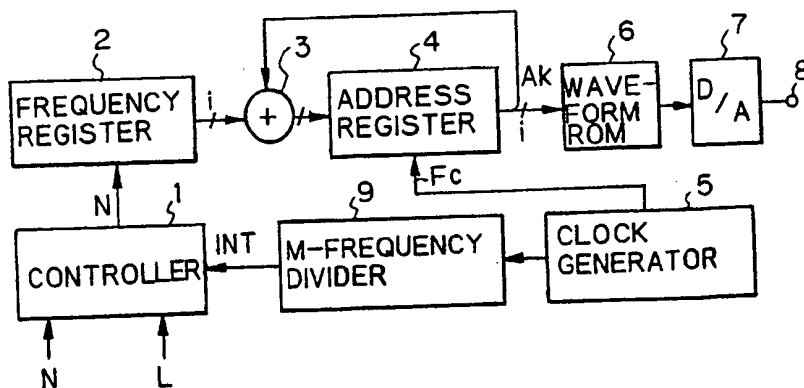 2
3
4
6
7
8
FREQUENCY
REGISTER
i
+
ADDRESS
REGISTER
AK
i
WAVE-
FORM
ROM
D/A
N
1
INT
9
Fc
5
CONTROLLER
M-FREQUENCY
DIVIDER
CLOCK
GENERATOR
N
L